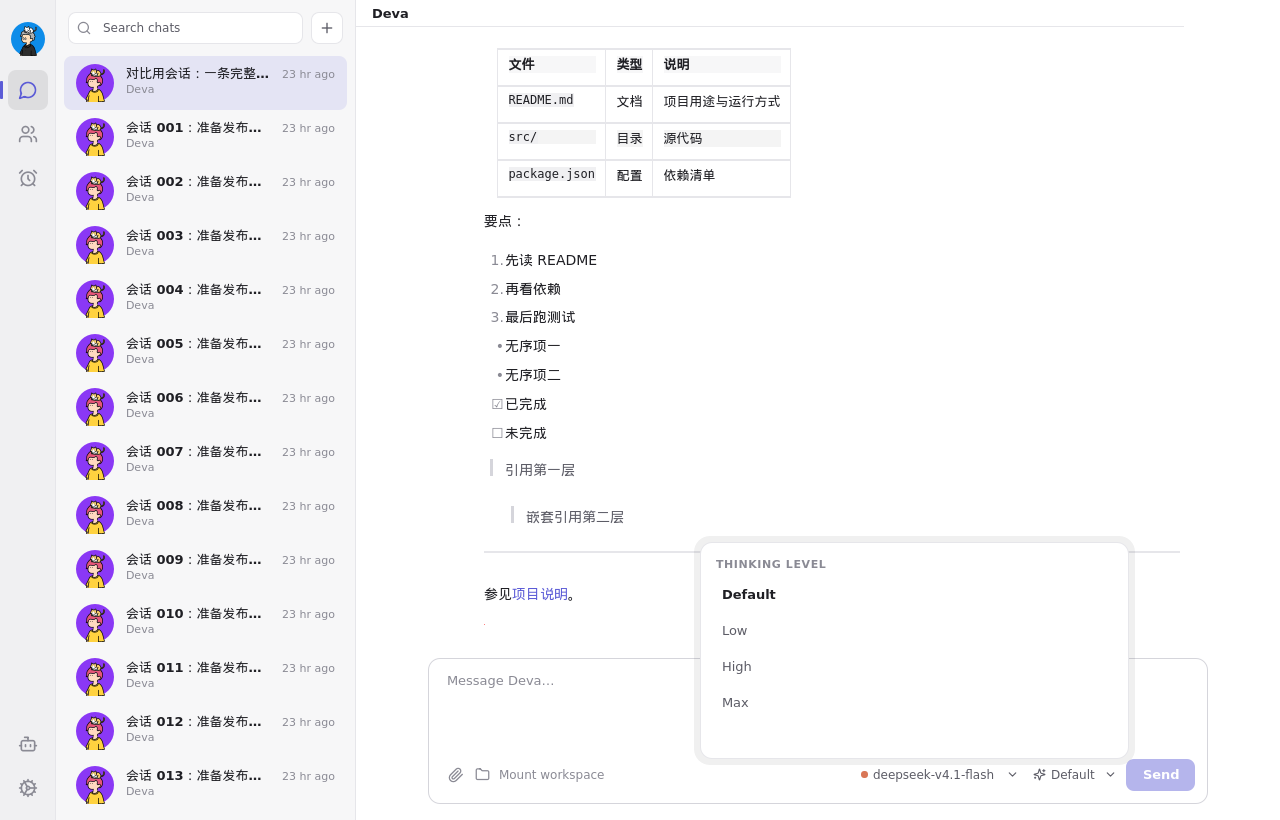 Search chats
对比用会话：一条完整… 23 hr ago
Deva
会话 001：准备发布… 23 hr ago
Deva
会话 002：准备发布… 23 hr ago
Deva
会话 003：准备发布… 23 hr ago
Deva
会话 004：准备发布… 23 hr ago
Deva
会话 005：准备发布… 23 hr ago
Deva
会话 006：准备发布… 23 hr ago
Deva
会话 007：准备发布… 23 hr ago
Deva
会话 008：准备发布… 23 hr ago
Deva
会话 009：准备发布… 23 hr ago
Deva
会话 010：准备发布… 23 hr ago
Deva
会话 011：准备发布… 23 hr ago
Deva
会话 012：准备发布… 23 hr ago
Deva
会话 013：准备发布… 23 hr ago
Deva
Deva
文件 类型 说明
README.md 文档 项目用途与运行方式
src/ 目录 源代码
package.json 配置 依赖清单
要点：
1. 先读 README
2. 再看依赖
3. 最后跑测试
• 无序项一
• 无序项二
☑ 已完成
☐ 未完成
引用第一层
嵌套引用第二层
参见项目说明。
THINKING LEVEL
Default
Low
High
Max
Message Deva…
Mount workspace
deepseek-v4.1-flash
Default
Send